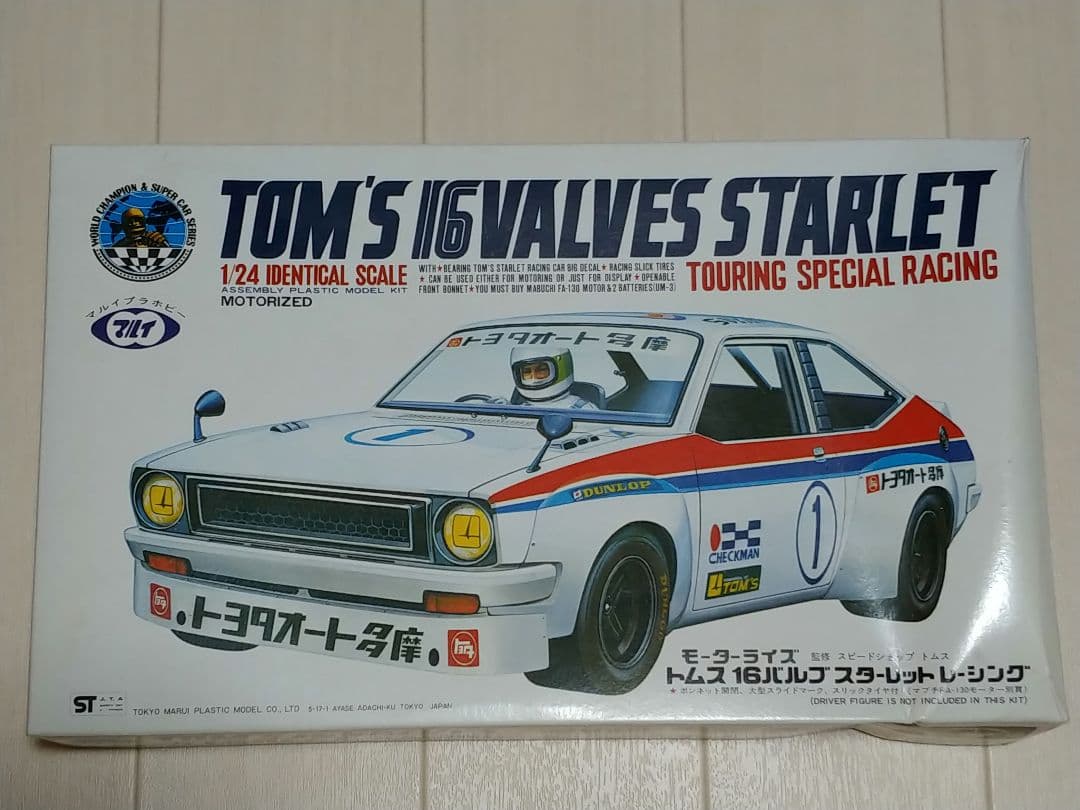 WORLD CHAMPION & SUPER CAR SERIES
TOM'S 16 VALVES STARLET
1/24 IDENTICAL SCALE
ASSEMBLY PLASTIC MODEL KIT
MOTORIZED
WITH★BEARING TOM'S STARLET RACING CAR BIG DECAL★RACING SLICK TIRES
★CAN BE USED EITHER FOR MOTORING OR JUST FOR DISPLAY★OPENABLE
FRONT BONNET★YOU MUST BUY MABUCHI FA-130 MOTOR & 2 BATTERIES(UM-3)
TOURING SPECIAL RACING
マルイプラホビー
マルイ
トヨタオート多摩
1
DUNLOP
トヨタオート多摩
1
CHECKMAN
TOM'S
DUNLOP
トヨタオート多摩
モーターライズ 監修 スピードショップ トムス
トムス16バルブスターレットレーシング
★ボンネット開閉、大型スライドマーク、スリックタイヤ付(マブチFA-130モーター別買)
(DRIVER FIGURE IS NOT INCLUDED IN THIS KIT)
ST
TOKYO MARUI PLASTIC MODEL CO., LTD 5-17-1 AYASE ADACHI-KU TOKYO JAPAN